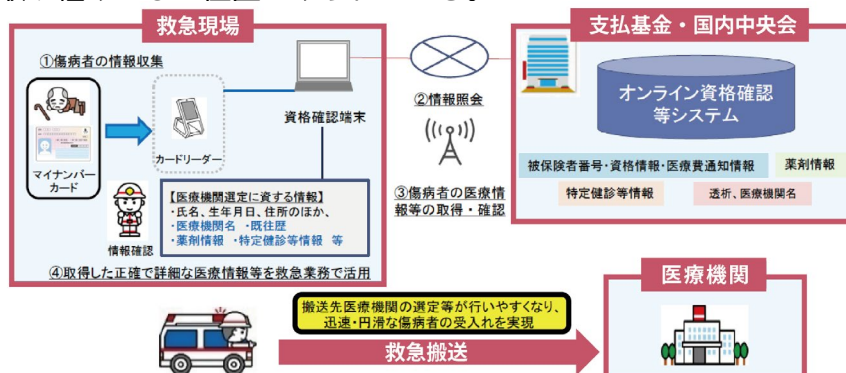 救急現場
①傷病者の情報収集
マイナンバー
カード
カードリーダー
資格確認端末
情報確認
【医療機関選定に資する情報】
・氏名、生年月日、住所のほか、
・医療機関名 ・既往歴
・薬剤情報 ・特定健診等情報 等
④取得した正確で詳細な医療情報等を救急業務で活用
②情報照会
③傷病者の医療情
報等の取得・確認
支払基金・国内中央会
オンライン資格確認
等システム
被保険者番号・資格情報・医療費通知情報
薬剤情報
特定健診等情報
透析、医療機関名
搬送先医療機関の選定等が行いやすくなり、
迅速・円滑な傷病者の受入れを実現
救急搬送
医療機関